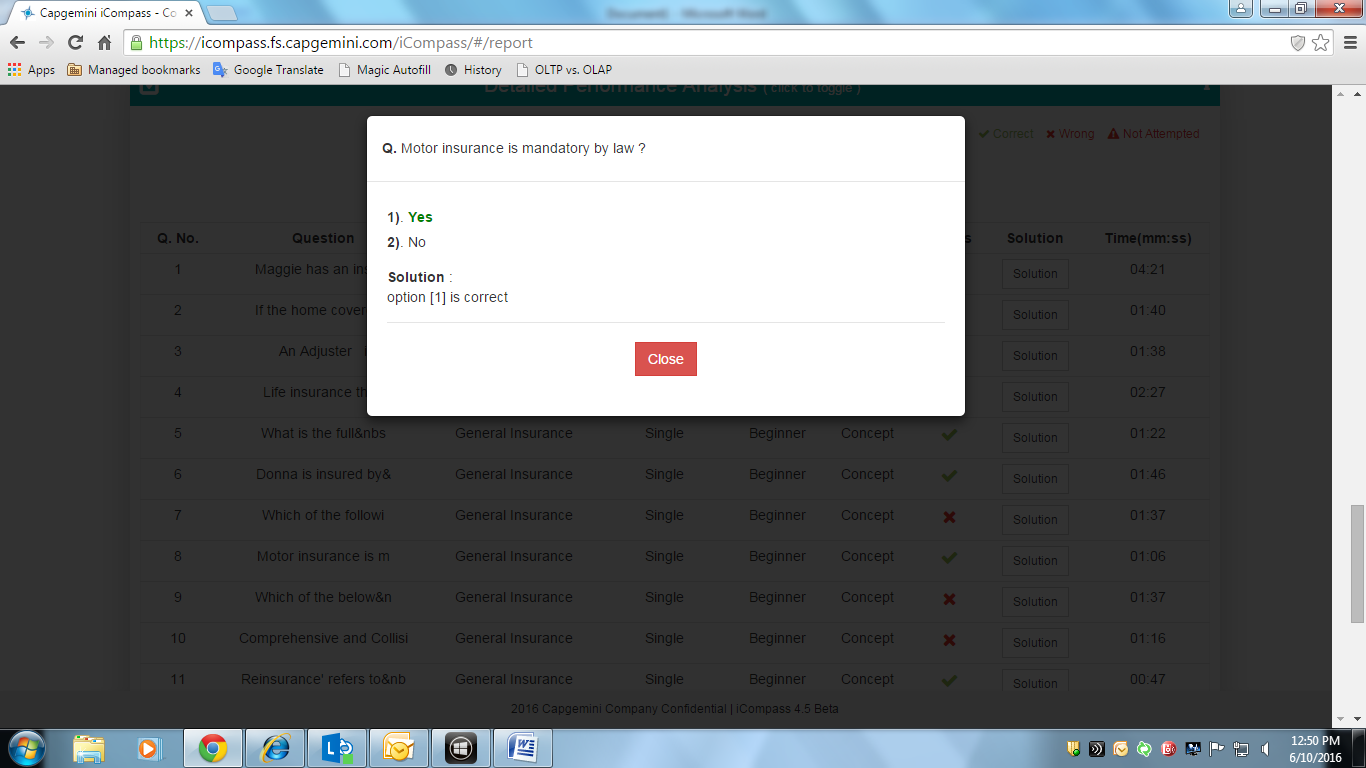 Capgemini iCompass - Co
Document1 - Microsoft Word
https://icompass.fs.capgemini.com/iCompass/#/report
Apps Managed bookmarks Google Translate Magic Autofill History OLTP vs. OLAP
Detailed Performance Analysis ( click to toggle )
Correct Wrong Not Attempted
Q. Motor insurance is mandatory by law ?
1). Yes
2). No
Solution :
option [1] is correct
Close
Q. No. Question s Solution Time(mm:ss)
1 Maggie has an ins Solution 04:21
2 If the home cover Solution 01:40
3 An Adjuster Solution 01:38
4 Life insurance th Solution 02:27
5 What is the full&nbs General Insurance Single Beginner Concept Solution 01:22
6 Donna is insured by& General Insurance Single Beginner Concept Solution 01:46
7 Which of the followi General Insurance Single Beginner Concept Solution 01:37
8 Motor insurance is m General Insurance Single Beginner Concept Solution 01:06
9 Which of the below&n General Insurance Single Beginner Concept Solution 01:37
10 Comprehensive and Collisi General Insurance Single Beginner Concept Solution 01:16
11 Reinsurance' refers to&nb General Insurance Single Beginner Concept Solution 00:47
2016 Capgemini Company Confidential | iCompass 4.5 Beta
12:50 PM
6/10/2016